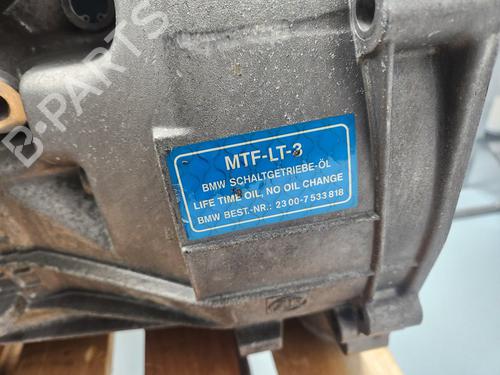 B-PARTS
MTF-LT-3
BMW SCHALTGETRIEBE-ÖL
LIFE TIME OIL, NO OIL CHANGE
BMW BEST.-NR.: 23 00-7 533 818